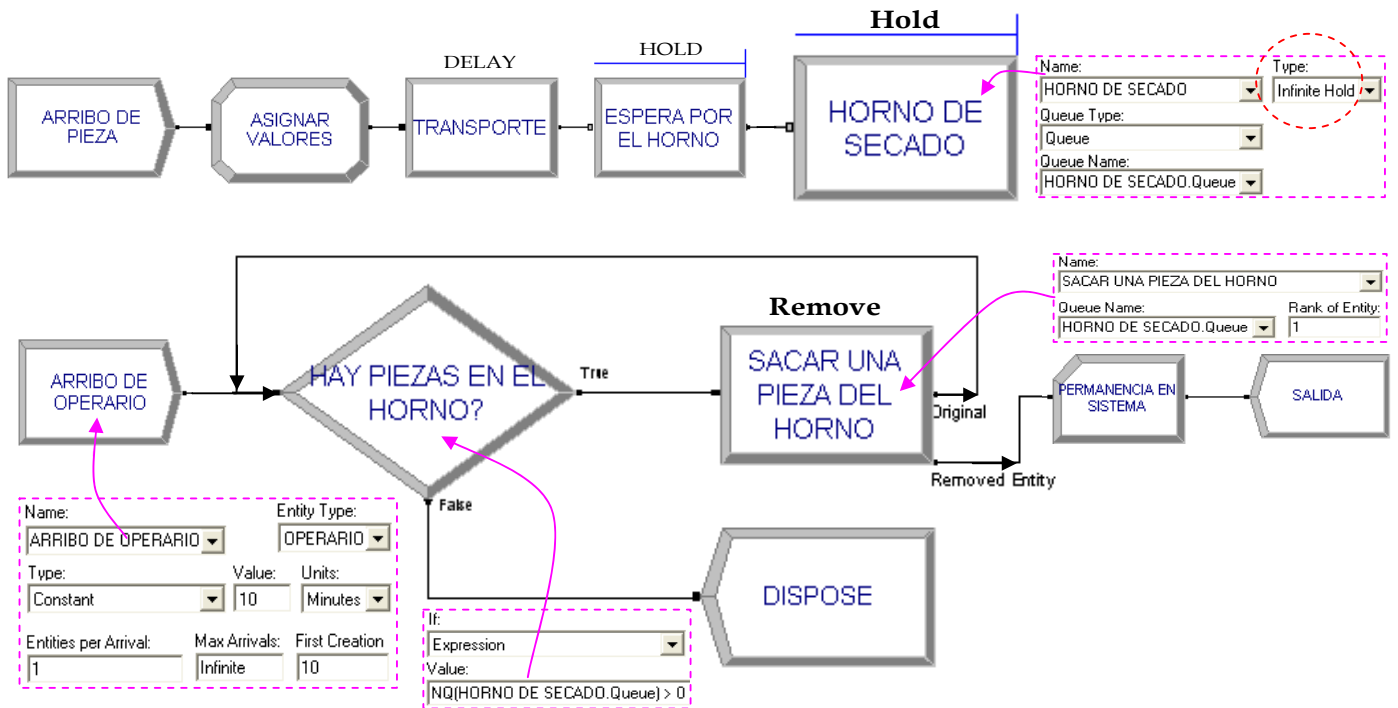 Hold
HOLD
DELAY
ARRIBO DE
PIEZA
ASIGNAR
VALORES
TRANSPORTE
ESPERA POR
EL HORNO
HORNO DE
SECADO
Name:
Type:
HORNO DE SECADO
Infinite Hold
Queue Type:
Queue
Queue Name:
HORNO DE SECADO.Queue
ARRIBO DE
OPERARIO
HAY PIEZAS EN EL
HORNO?
True
False
Remove
SACAR UNA
PIEZA DEL
HORNO
Original
Removed Entity
Name:
SACAR UNA PIEZA DEL HORNO
Queue Name:
Rank of Entity:
HORNO DE SECADO.Queue
1
PERMANENCIA EN
SISTEMA
SALIDA
Name:
Entity Type:
ARRIBO DE OPERARIO
OPERARIO
Type:
Value:
Units:
Constant
10
Minutes
Entities per Arrival:
Max Arrivals:
First Creation
1
Infinite
10
If:
Expression
Value:
NQ(HORNO DE SECADO.Queue) > 0
DISPOSE